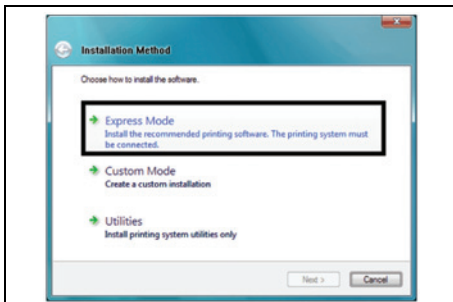 Installation Method
Choose how to install the software.
Express Mode
Install the recommended printing software. The printing system must
be connected.
Custom Mode
Create a custom installation
Utilities
Install printing system utilities only
Next >
Cancel